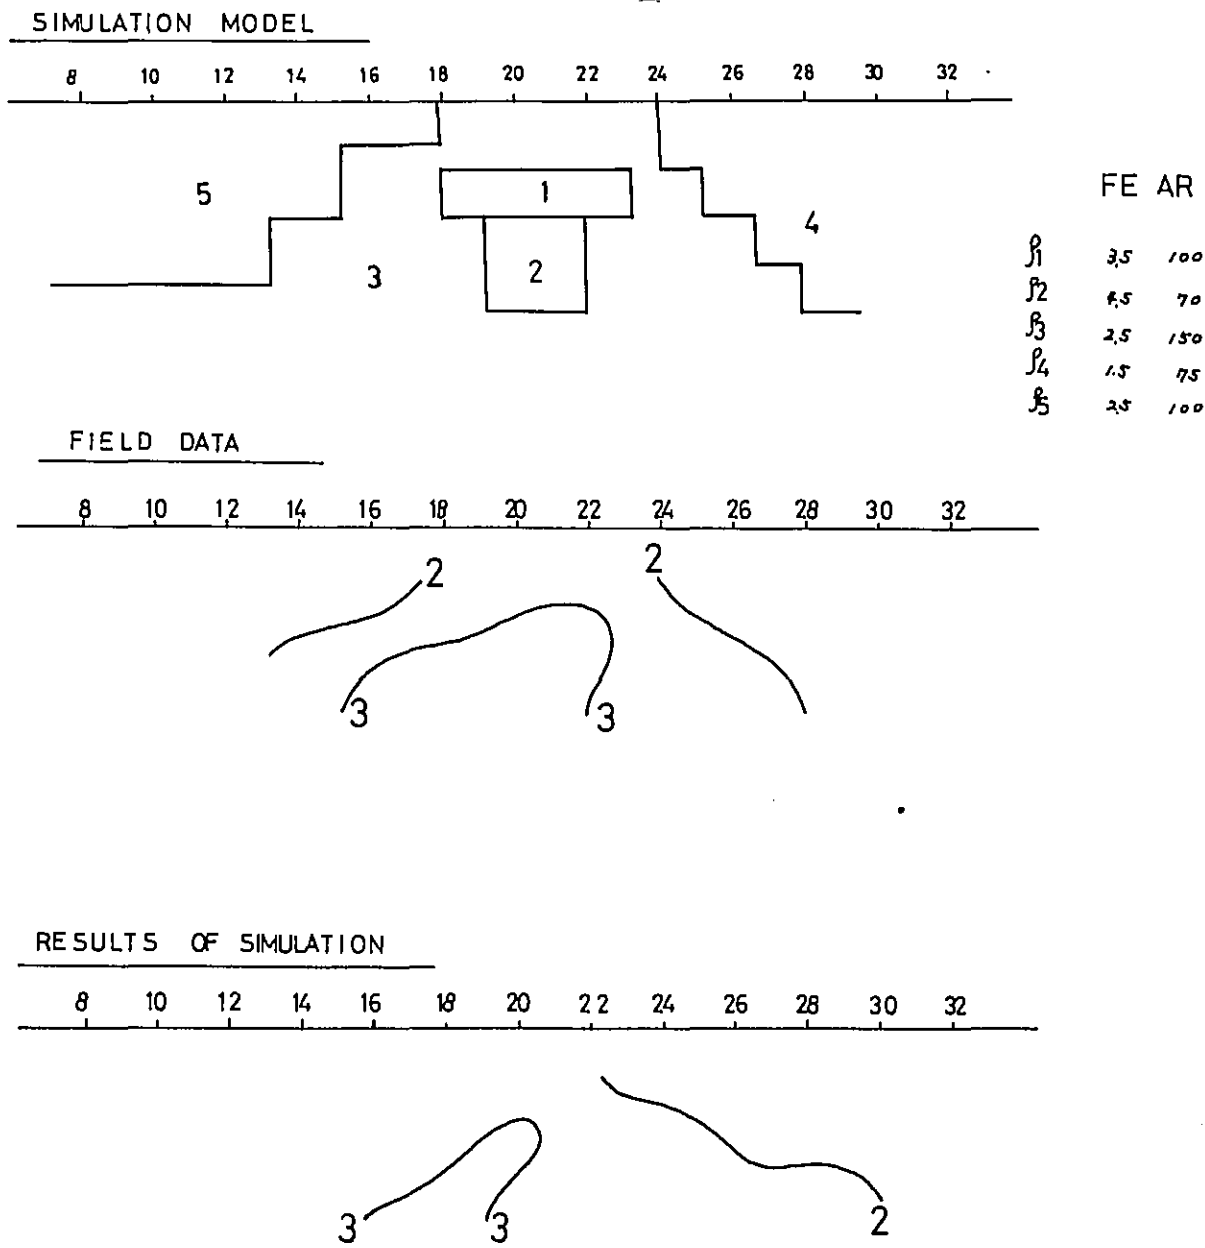 SIMULATION MODEL
8 10 12 14 16 18 20 22 24 26 28 30 32
5
1
4
3
2
FE AR
ρ1 3,5 100
ρ2 4,5 70
ρ3 2,5 150
ρ4 1.5 75
ρ5 2,5 100
FIELD DATA
8 10 12 14 16 18 20 22 24 26 28 30 32
2
2
3
3
RESULTS OF SIMULATION
8 10 12 14 16 18 20 22 24 26 28 30 32
3
3
2